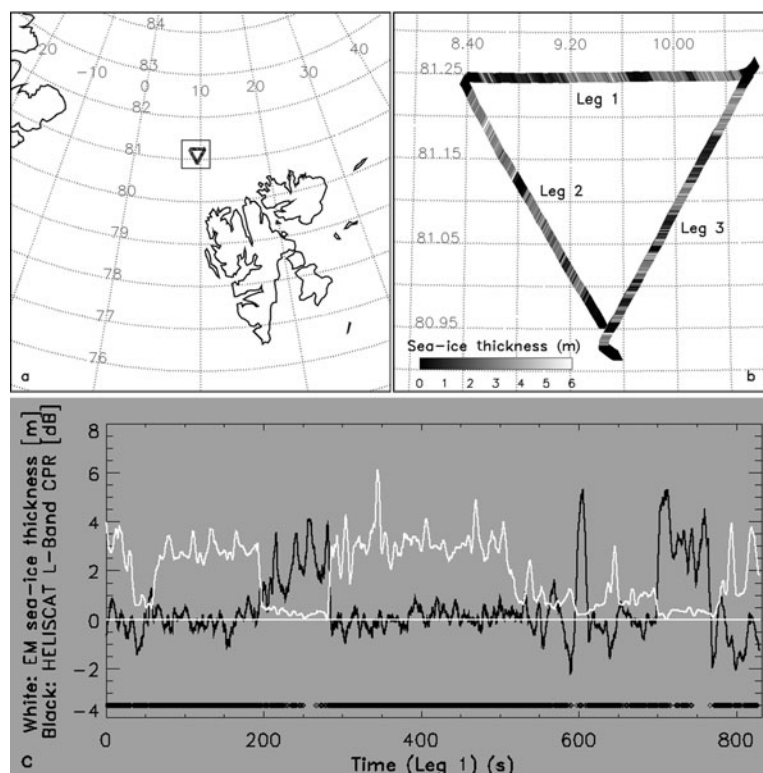 84
83
82
81
80
79
78
77
76
20
-10
0
10
20
30
40
a
8.40 9.20 10.00
81.25
81.15
81.05
80.95
Leg 1
Leg 2
Leg 3
Sea-ice thickness (m)
0 1 2 3 4 5 6
b
White: EM sea-ice thickness [m]
Black: HELISCAT L-Band CPR [dB]
8
6
4
2
0
-2
-4
0 200 400 600 800
Time (Leg 1) (s)
c